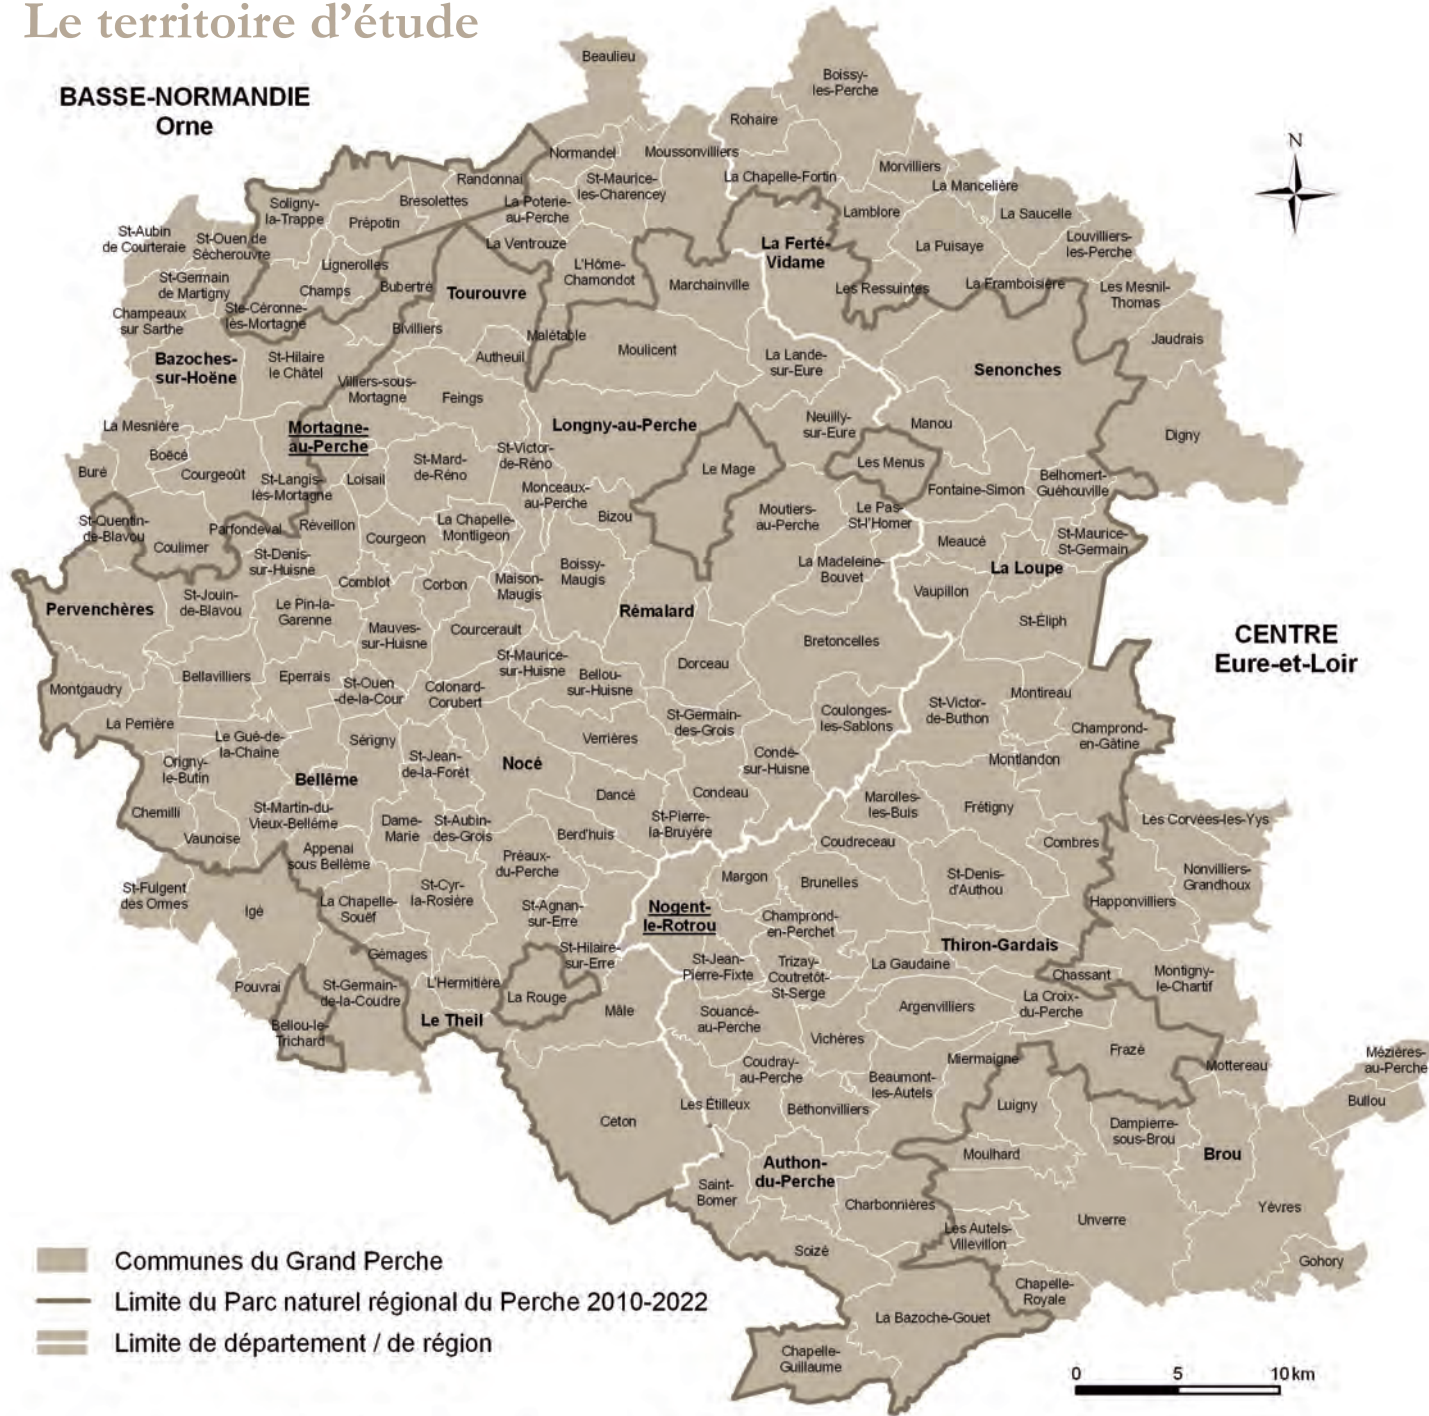 Le territoire d'étude
BASSE-NORMANDIE
Orne
N
Beaulieu
Boissy-
les-Perche
Rohaire
Normandel
Moussonvilliers
La Chapelle-Fortin
Morvilliers
La Mancelière
Randonnai
St-Maurice-
les-Charencey
Bresolettes
Soligny-
la-Trappe
Prépotin
La Poterie-
au-Perche
Lamblore
La Saucelle
St-Aubin
de Courteraie
St-Ouen de
Sécherouvre
La Ventrouze
La Ferté-
Vidame
La Puisaye
Louvilliers-
les-Perche
Lignerolles
L'Hôme-
Chamondot
St-Germain
de Martigny
Champs
Bubertré
Tourouvre
Marchainville
Les Ressuintes
La Framboisière
Les Mesnil-
Thomas
Champeaux
sur Sarthe
Ste-Céronne-
lès-Mortagne
Bivilliers
Malétable
Jaudrais
Bazoches-
sur-Hoëne
St-Hilaire
le Châtel
Autheuil
Moulicent
La Lande-
sur-Eure
Senonches
Villiers-sous-
Mortagne
Feings
La Mesnière
Mortagne-
au-Perche
Longny-au-Perche
Neuilly-
sur-Eure
Manou
Digny
Boëcé
Buré
Courgeoût
St-Langis-
lès-Mortagne
Loisail
St-Mard-
de-Réno
St-Victor-
de-Réno
Le Mage
Les Menus
Fontaine-Simon
Belhomert-
Guéhouville
Monceaux-
au-Perche
Bizou
Moutiers-
au-Perche
Le Pas-
St-l'Homer
St-Quentin-
de-Blavou
Parfondeval
Réveillon
Courgeon
La Chapelle-
Montligeon
Meaucé
St-Maurice-
St-Germain
Coulimer
St-Denis-
sur-Huisne
Comblot
Corbon
Maison-
Maugis
Boissy-
Maugis
La Madeleine-
Bouvet
La Loupe
Pervenchères
St-Jouin-
de-Blavou
Le Pin-la-
Garenne
Mauves-
sur-Huisne
Courcerault
Rémalard
Vaupillon
St-Éliph
Bretoncelles
CENTRE
Eure-et-Loir
Montgaudry
Bellavilliers
Eperrais
St-Ouen
-de-la-Cour
Colonard-
Corubert
St-Maurice-
sur-Huisne
Bellou-
sur-Huisne
Dorceau
St-Victor-
de-Buthon
Montireau
La Perrière
Le Gué-de-
la-Chaine
Sérigny
St-Germain-
des-Grois
Coulonges-
les-Sablons
Champrond-
en-Gâtine
Origny-
le-Butin
Bellême
St-Jean-
de-la-Forêt
Nocé
Verrières
Condé-
sur-Huisne
Montlandon
Chemilli
Vaunoise
St-Martin-du-
Vieux-Bellême
Dame-
Marie
St-Aubin-
des-Grois
Dancé
Condeau
St-Pierre-
la-Bruyère
Marolles-
les-Buis
Frétigny
Les Corvées-les-Yys
Appenai
sous Bellême
Berd'huis
Coudreceau
Combres
Préaux-
du-Perche
Margon
Brunelles
St-Denis-
d'Authou
Nonvilliers-
Grandhoux
St-Fulgent
des Ormes
Igé
La Chapelle-
Souëf
St-Cyr-
la-Rosière
St-Agnan-
sur-Erre
Nogent-
le-Rotrou
Champrond-
en-Perchet
Happonvilliers
Thiron-Gardais
Gémages
St-Hilaire-
sur-Erre
St-Jean-
Pierre-Fixte
Trizay-
Coutretôt-
St-Serge
La Gaudaine
Chassant
Montigny-
le-Chartif
Pouvrai
St-Germain-
de-la-Coudre
L'Hermitière
La Rouge
Mâle
Souancé-
au-Perche
Argenvilliers
La Croix-
du-Perche
Bellou-le-
Trichard
Le Theil
Vichères
Miermaigne
Frazé
Mottereau
Mézières-
au-Perche
Coudray-
au-Perche
Beaumont-
les-Autels
Bullou
Ceton
Les Étilleux
Béthonvilliers
Luigny
Dampierre-
sous-Brou
Moulhard
Brou
Authon-
du-Perche
Saint-
Bomer
Charbonnières
Unverre
Yèvres
Les Autels-
Villevillon
Soizé
Gohory
Chapelle-
Royale
La Bazoche-Gouet
Chapelle-
Guillaume
Communes du Grand Perche
Limite du Parc naturel régional du Perche 2010-2022
Limite de département / de région
0 5 10 km